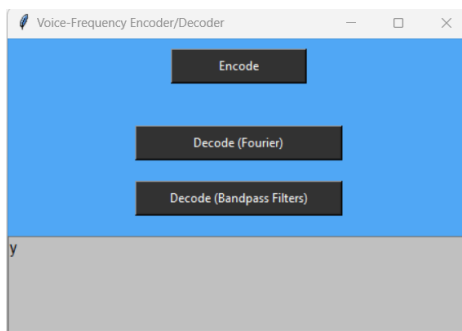 Voice-Frequency Encoder/Decoder
Encode
Decode (Fourier)
Decode (Bandpass Filters)
y